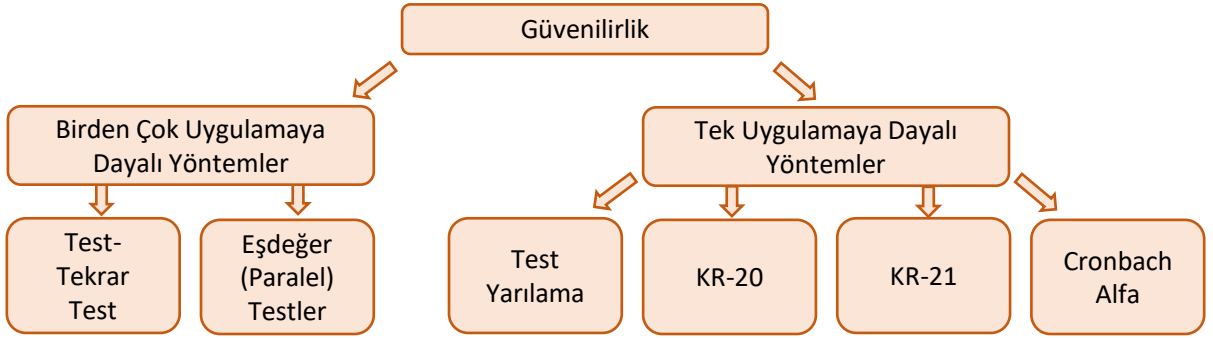 Güvenilirlik
Birden Çok Uygulamaya
Dayalı Yöntemler
Tek Uygulamaya Dayalı
Yöntemler
Test-
Tekrar
Test
Eşdeğer
(Paralel)
Testler
Test
Yarılama
KR-20
KR-21
Cronbach
Alfa